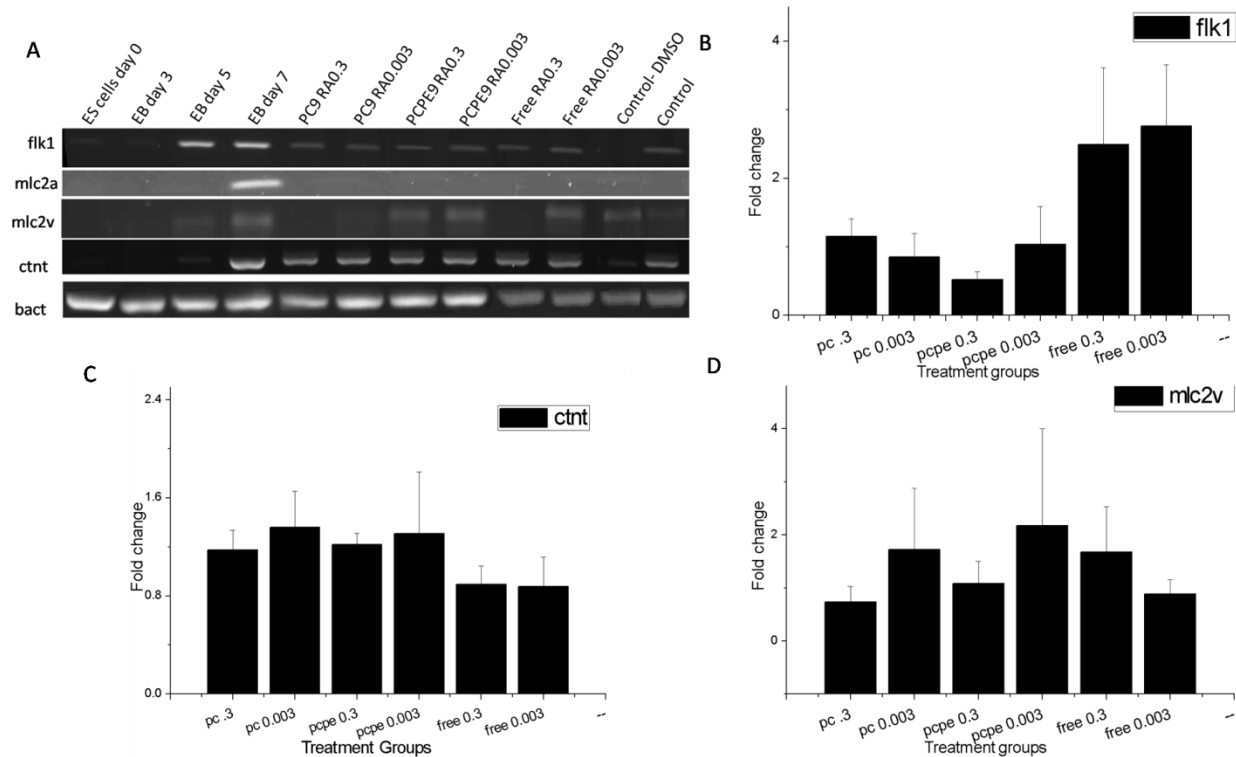 A
ES cells day 0
EB day 3
EB day 5
EB day 7
PC9 RA0.3
PC9 RA0.003
PCPE9 RA0.3
PCPE9 RA0.003
Free RA0.3
Free RA0.003
Control- DMSO
Control
flk1
mlc2a
mlc2v
ctnt
bact
B
flk1
4
2
0
Fold change
pc .3
pc 0.003
pcpe 0.3
pcpe 0.003
free 0.3
free 0.003
--
Treatment groups
C
ctnt
2.4
1.6
0.8
0.0
Fold change
pc .3
pc 0.003
pcpe 0.3
pcpe 0.003
free 0.3
free 0.003
--
Treatment Groups
D
mlc2v
4
2
0
Fold change
pc .3
pc 0.003
pcpe 0.3
pcpe 0.003
free 0.3
free 0.003
--
Treatment groups